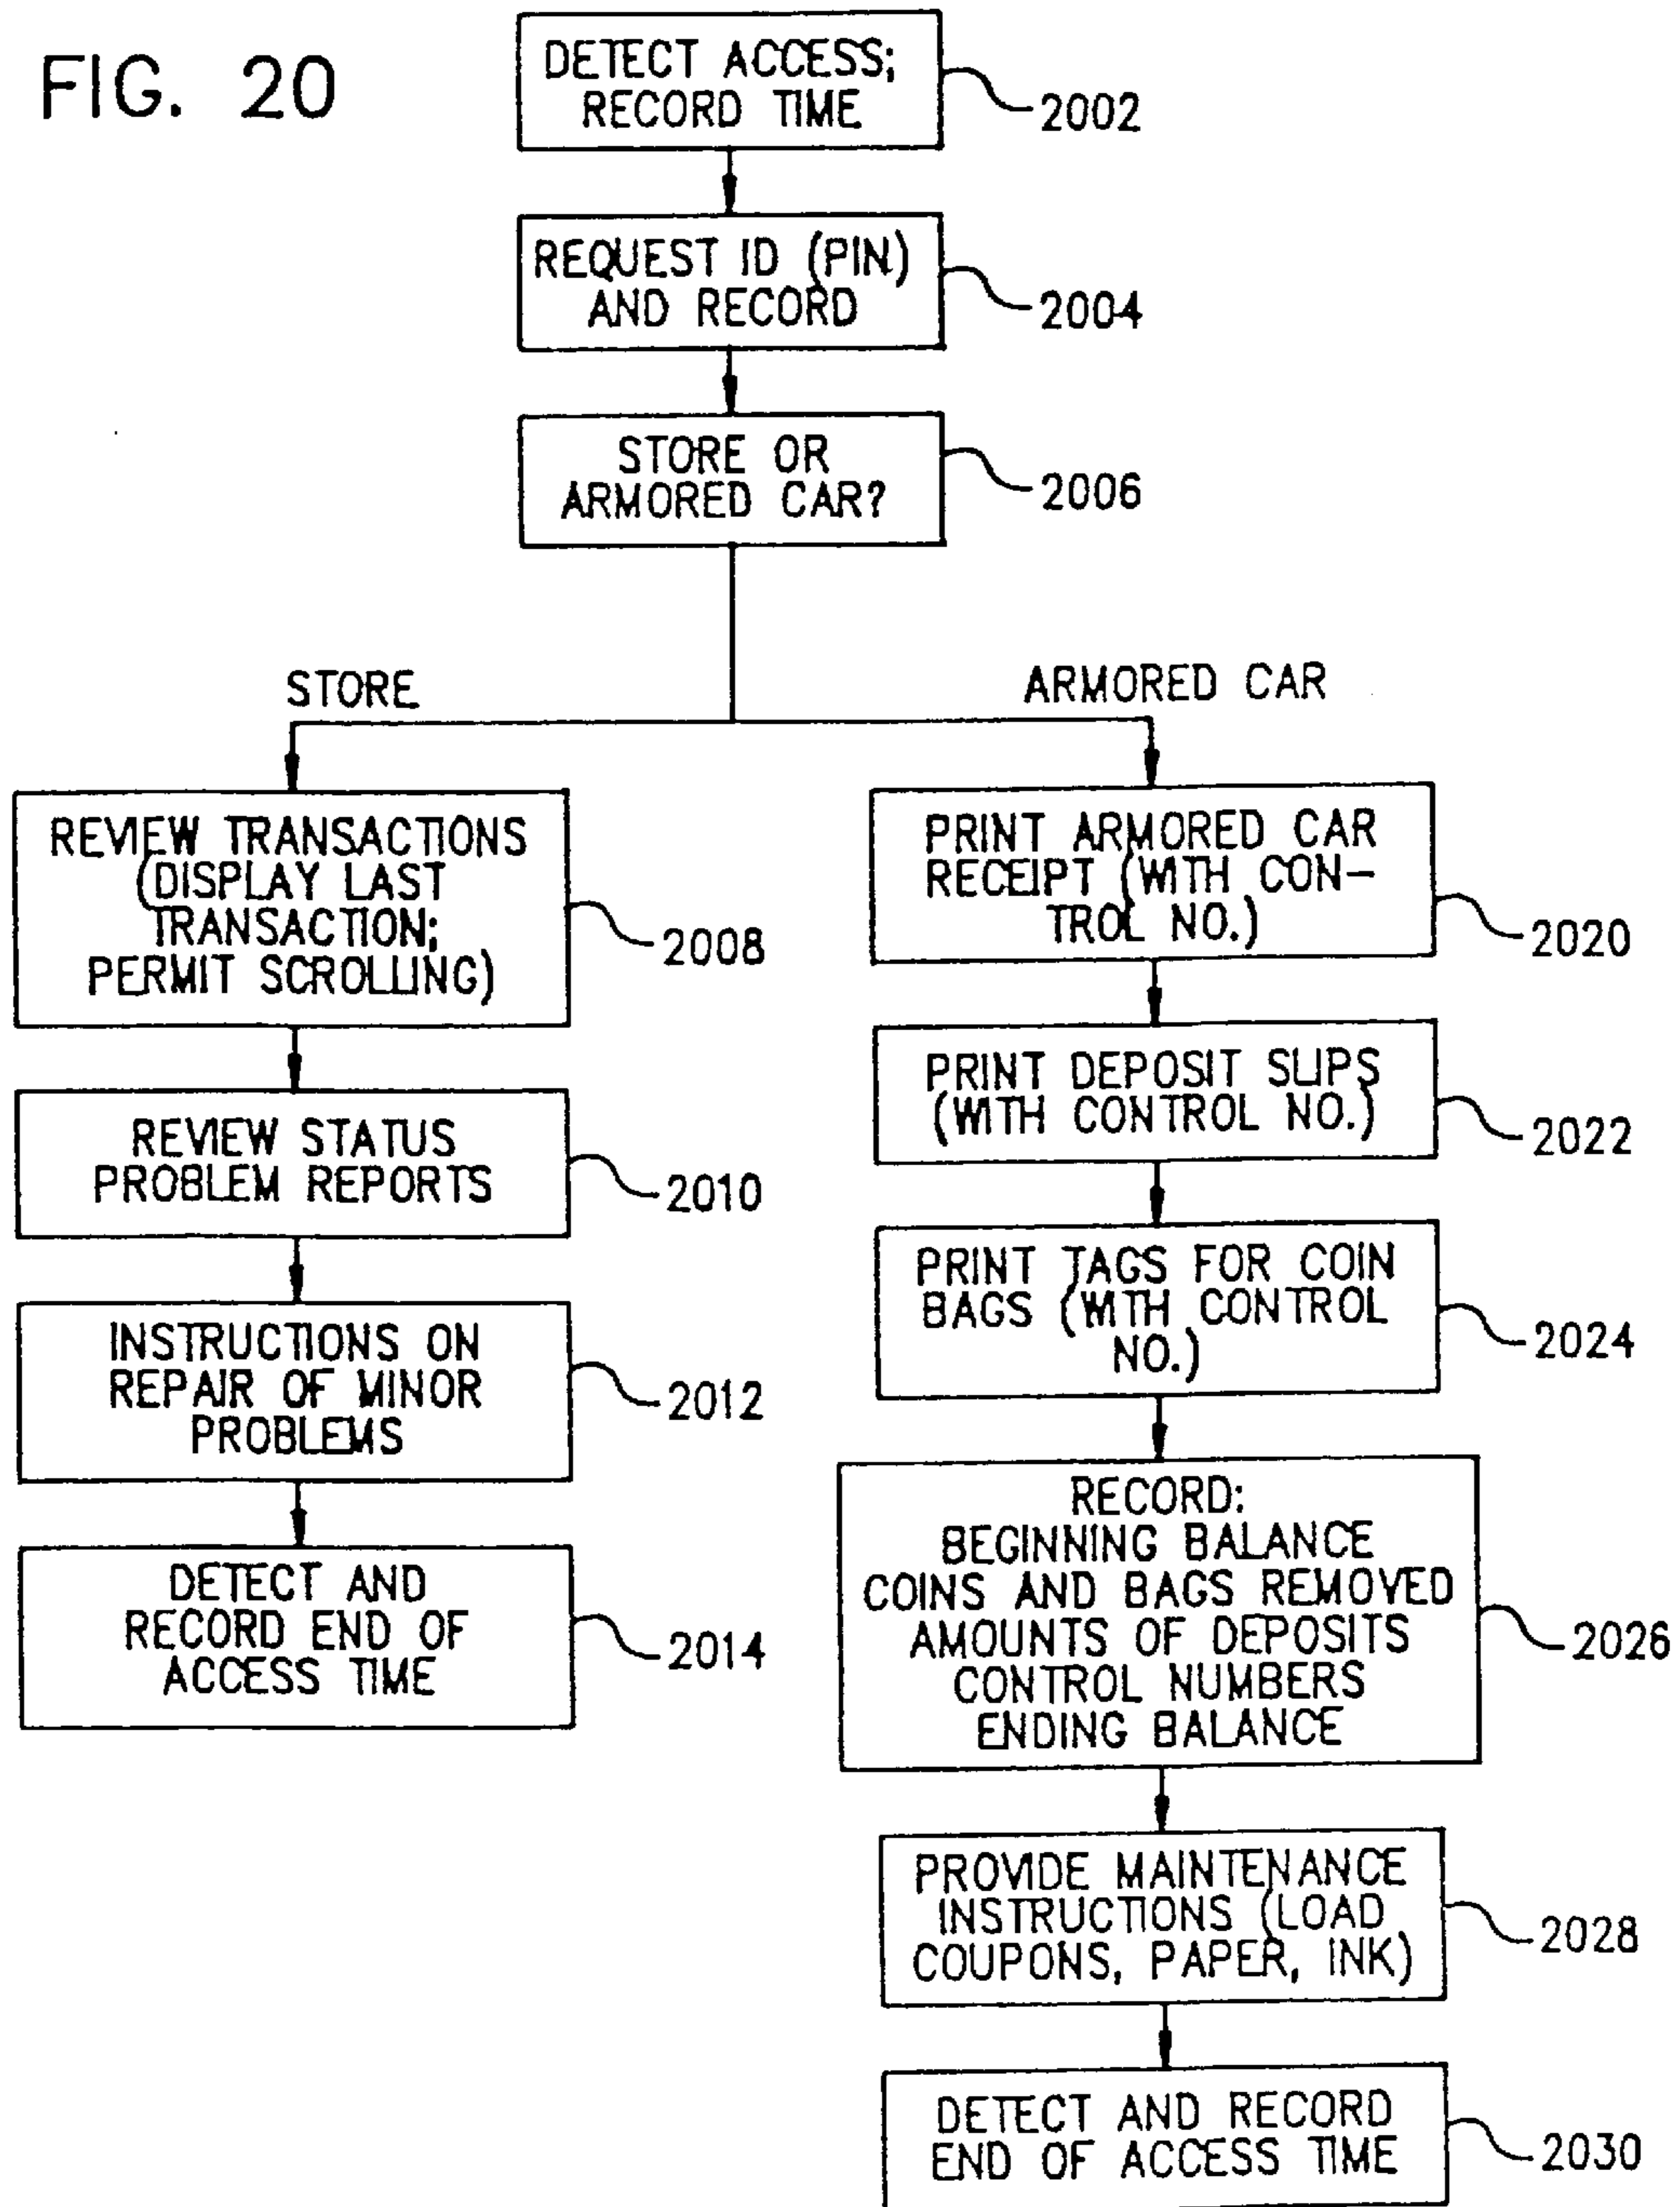 FIG. 20
DETECT ACCESS;
RECORD TIME
2002
REQUEST ID (PIN)
AND RECORD
2004
STORE OR
ARMORED CAR?
2006
STORE
ARMORED CAR
REVIEW TRANSACTIONS
(DISPLAY LAST
TRANSACTION;
PERMIT SCROLLING)
2008
REVIEW STATUS
PROBLEM REPORTS
2010
INSTRUCTIONS ON
REPAIR OF MINOR
PROBLEMS
2012
DETECT AND
RECORD END OF
ACCESS TIME
2014
PRINT ARMORED CAR
RECEIPT (WITH CON-
TROL NO.)
2020
PRINT DEPOSIT SLIPS
(WITH CONTROL NO.)
2022
PRINT TAGS FOR COIN
BAGS (WITH CONTROL
NO.)
2024
RECORD:
BEGINNING BALANCE
COINS AND BAGS REMOVED
AMOUNTS OF DEPOSITS
CONTROL NUMBERS
ENDING BALANCE
2026
PROVIDE MAINTENANCE
INSTRUCTIONS (LOAD
COUPONS, PAPER, INK)
2028
DETECT AND RECORD
END OF ACCESS TIME
2030